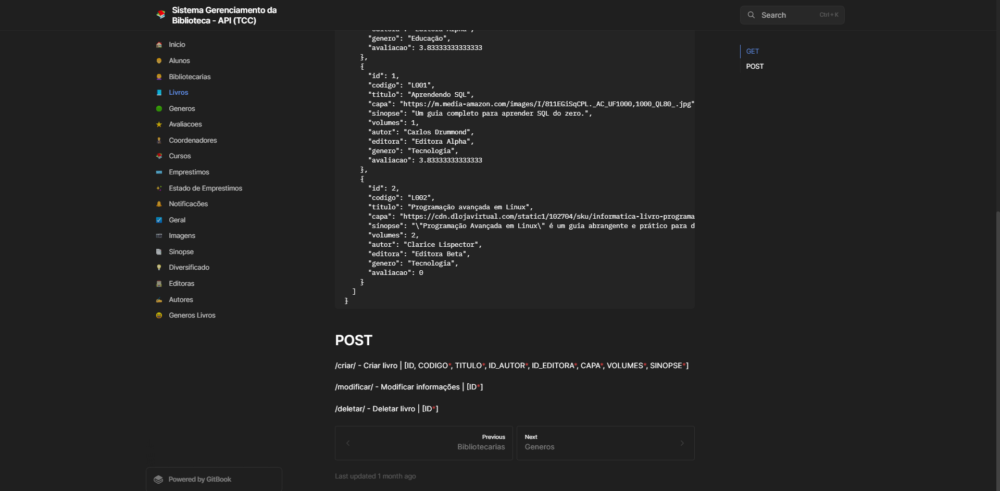 Sistema Gerenciamento da
Biblioteca - API (TCC)
Search
Ctrl + K
Inicio
Alunos
Bibliotecarias
Livros
Generos
Avaliacoes
Coordenadores
Cursos
Emprestimos
Estado de Emprestimos
Notificacões
Geral
Imagens
Sinopse
Diversificado
Editoras
Autores
Generos Livros
Powered by GitBook
"editora": "Editora Alpha",
"genero": "Educação",
"avaliacao": 3.83333333333333
},
{
"id": 1,
"codigo": "L001",
"titulo": "Aprendendo SQL",
"capa": "https://m.media-amazon.com/images/I/811EGiSqCPL._AC_UF1000,1000_QL80_.jpg"
"sinopse": "Um guia completo para aprender SQL do zero.",
"volumes": 1,
"autor": "Carlos Drummond",
"editora": "Editora Alpha",
"genero": "Tecnologia",
"avaliacao": 3.83333333333333
},
{
"id": 2,
"codigo": "L002",
"titulo": "Programação avançada em Linux",
"capa": "https://cdn.dlojavirtual.com/static1/102704/sku/informatica-livro-programa
"sinopse": "\"Programação Avançada em Linux\" é um guia abrangente e prático para d
"volumes": 2,
"autor": "Clarice Lispector",
"editora": "Editora Beta",
"genero": "Tecnologia",
"avaliacao": 0
}
]
}
POST
/criar/ - Criar livro | [ID, CODIGO*, TITULO*, ID_AUTOR*, ID_EDITORA*, CAPA*, VOLUMES*, SINOPSE*]
/modificar/ - Modificar informações | [ID*]
/deletar/ - Deletar livro | [ID*]
Previous
Bibliotecarias
Next
Generos
Last updated 1 month ago
GET
POST